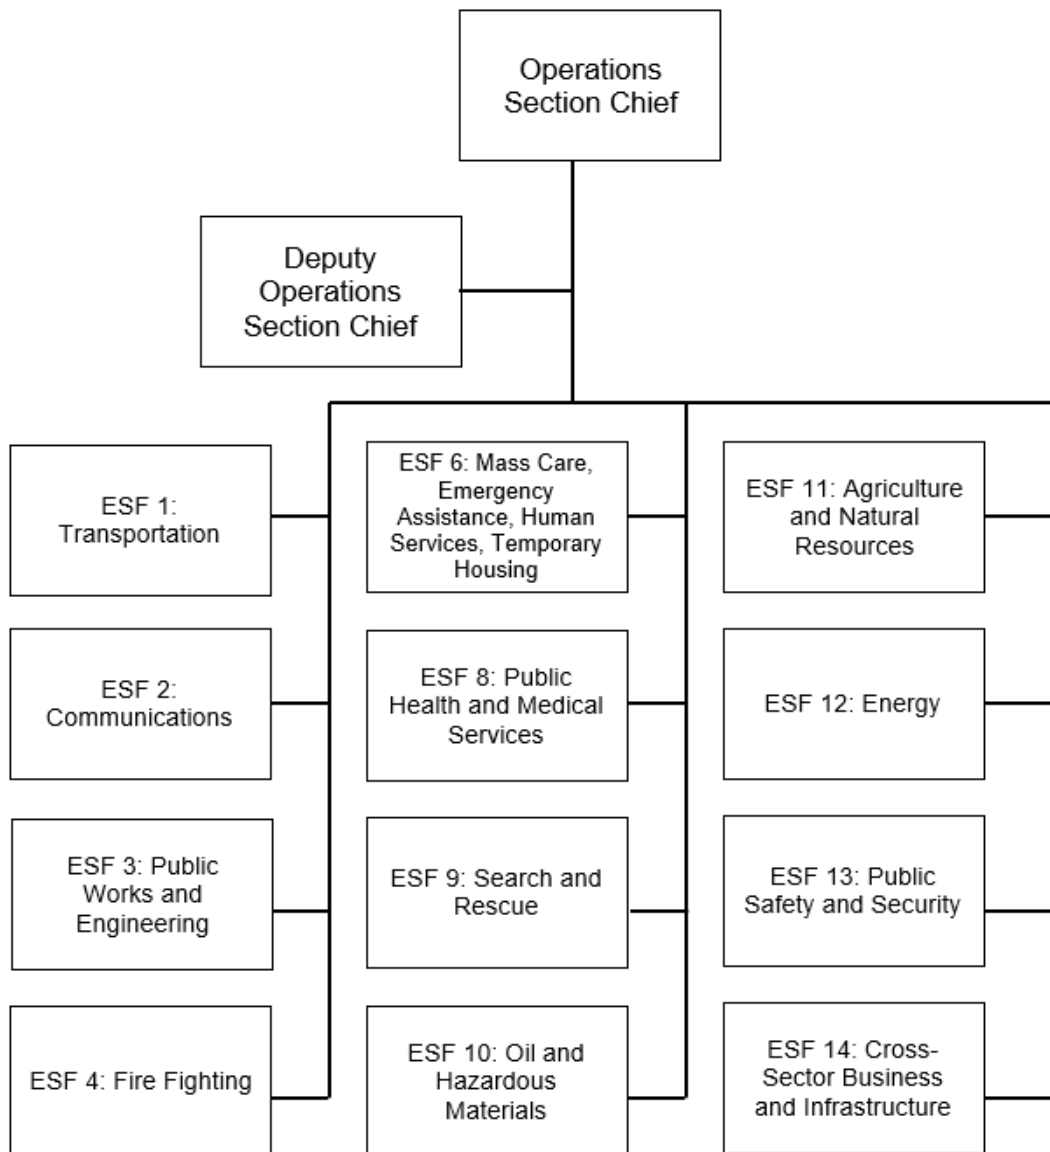 Operations
Section Chief
Deputy
Operations
Section Chief
ESF 1:
Transportation
ESF 6: Mass Care,
Emergency
Assistance, Human
Services, Temporary
Housing
ESF 11: Agriculture
and Natural
Resources
ESF 2:
Communications
ESF 8: Public
Health and Medical
Services
ESF 12: Energy
ESF 3: Public
Works and
Engineering
ESF 9: Search and
Rescue
ESF 13: Public
Safety and Security
ESF 4: Fire Fighting
ESF 10: Oil and
Hazardous
Materials
ESF 14: Cross-
Sector Business
and Infrastructure